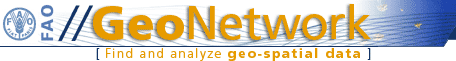 FAO
//GeoNetwork
[ Find and analyze geo-spatial data ]